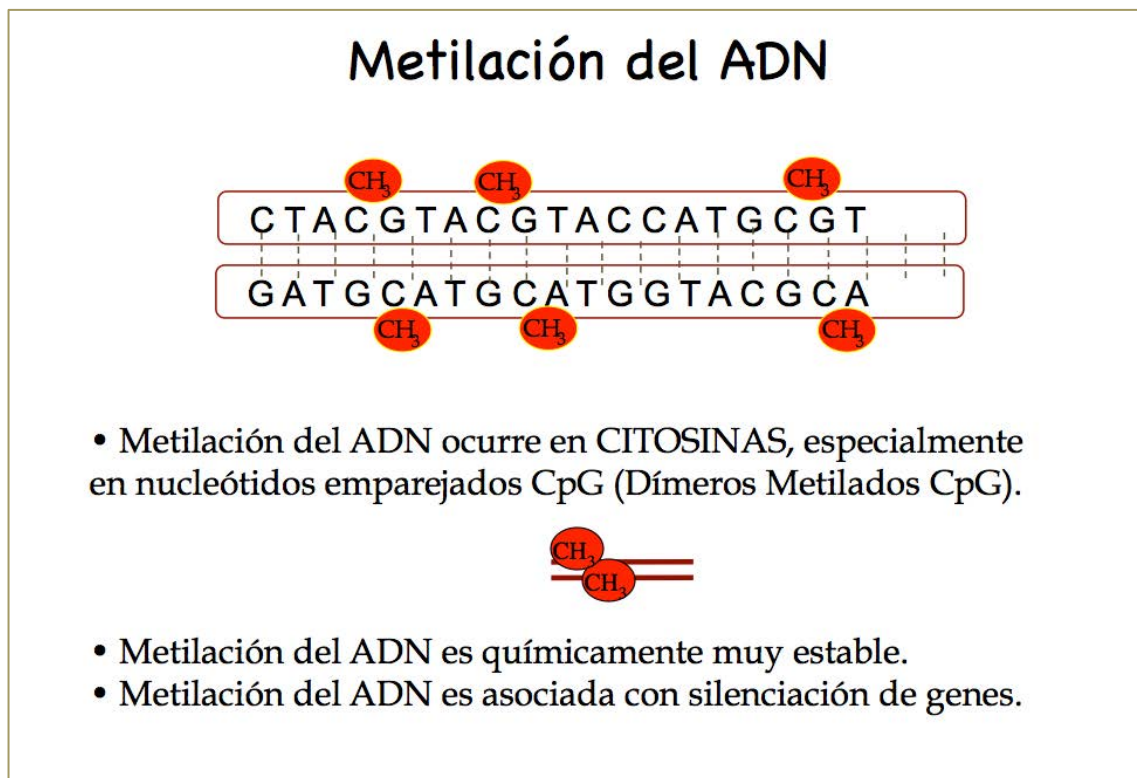 Metilación del ADN
CH3 CH3 CH3
CTACGTACGTACCATGCGT
GATGCATGCATGGTACGCA
CH3 CH3 CH3
• Metilación del ADN ocurre en CITOSINAS, especialmente
en nucleótidos emparejados CpG (Dímeros Metilados CpG).
CH3
CH3
• Metilación del ADN es químicamente muy estable.
• Metilación del ADN es asociada con silenciación de genes.